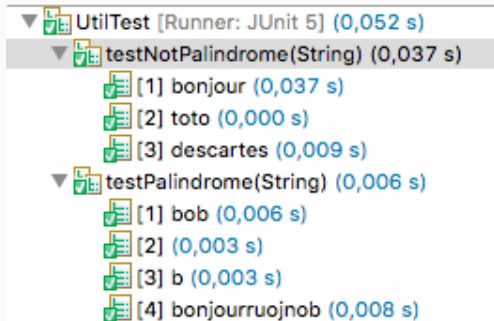 UtilTest [Runner: JUnit 5] (0,052 s)
testNotPalindrome(String) (0,037 s)
[1] bonjour (0,037 s)
[2] toto (0,000 s)
[3] descartes (0,009 s)
testPalindrome(String) (0,006 s)
[1] bob (0,006 s)
[2] (0,003 s)
[3] b (0,003 s)
[4] bonjourruojnob (0,008 s)